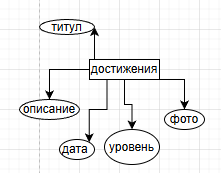 титул
достижения
описание
фото
дата
уровень